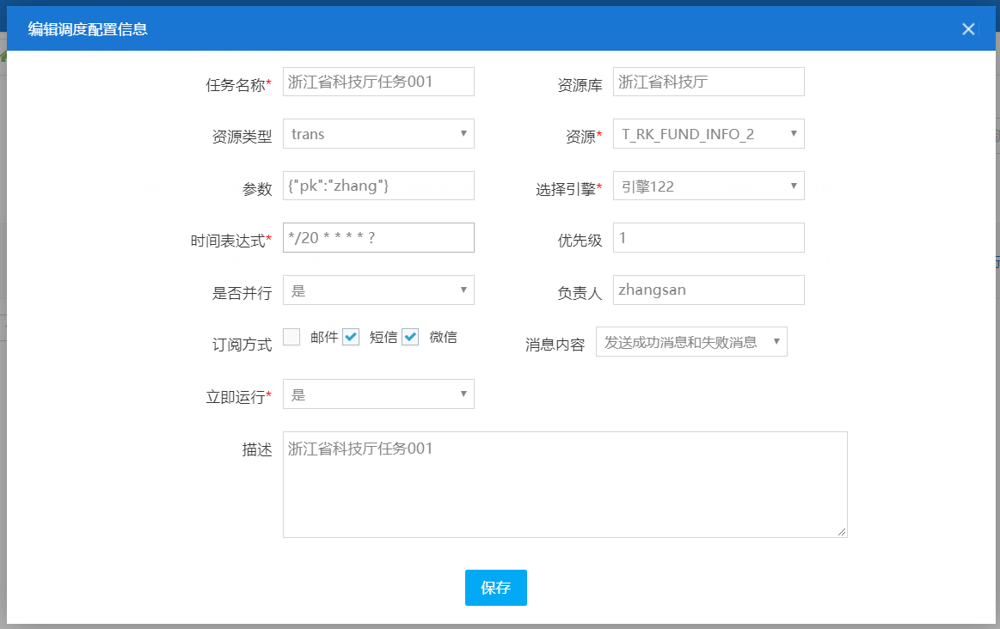 编辑调度配置信息
任务名称* 浙江省科技厅任务001 资源库 浙江省科技厅
资源类型 trans 资源* T_RK_FUND_INFO_2
参数 {"pk":"zhang"} 选择引擎* 引擎122
时间表达式* */20 * * * * ? 优先级 1
是否并行 是 负责人 zhangsan
订阅方式 邮件 短信 微信 消息内容 发送成功消息和失败消息
立即运行* 是
描述 浙江省科技厅任务001
保存